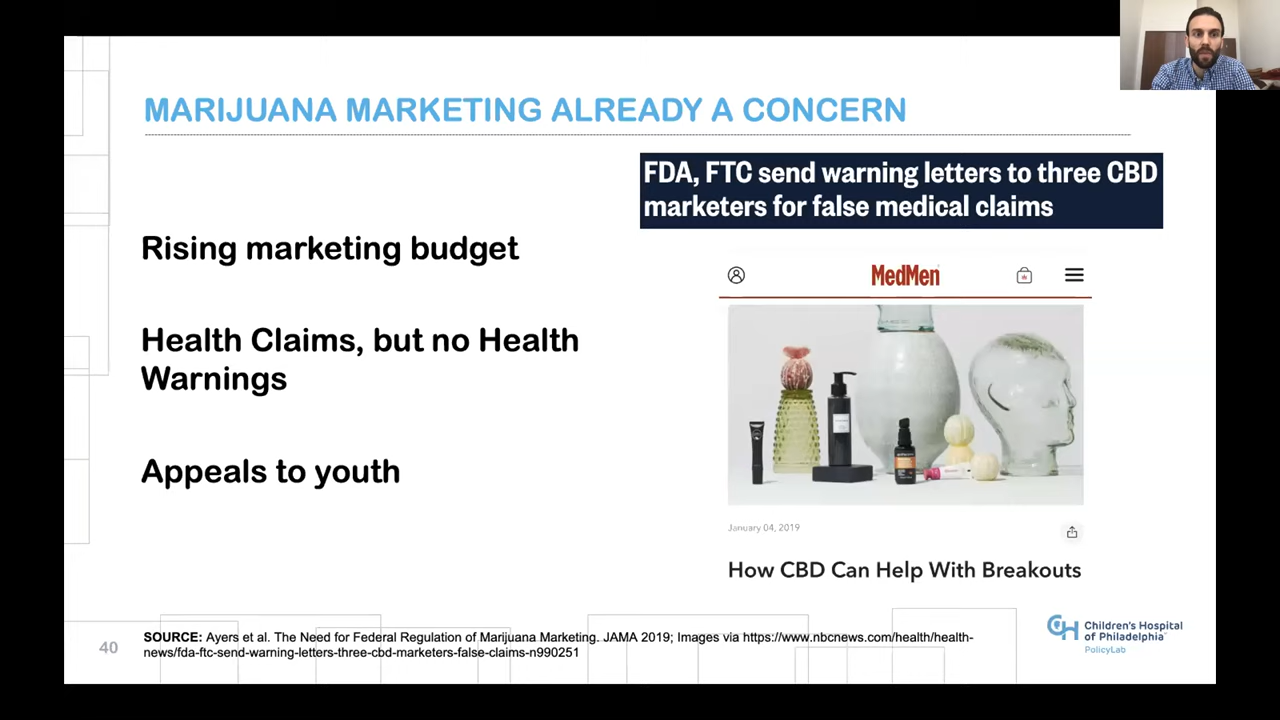 MARIJUANA MARKETING ALREADY A CONCERN
FDA, FTC send warning letters to three CBD
marketers for false medical claims
Rising marketing budget
Health Claims, but no Health
Warnings
Appeals to youth
MedMen
January 04, 2019
How CBD Can Help With Breakouts
40
SOURCE: Ayers et al. The Need for Federal Regulation of Marijuana Marketing. JAMA 2019; Images via https://www.nbcnews.com/health/health-
news/fda-ftc-send-warning-letters-three-cbd-marketers-false-claims-n990251
CH Children's Hospital
of Philadelphia
PolicyLab